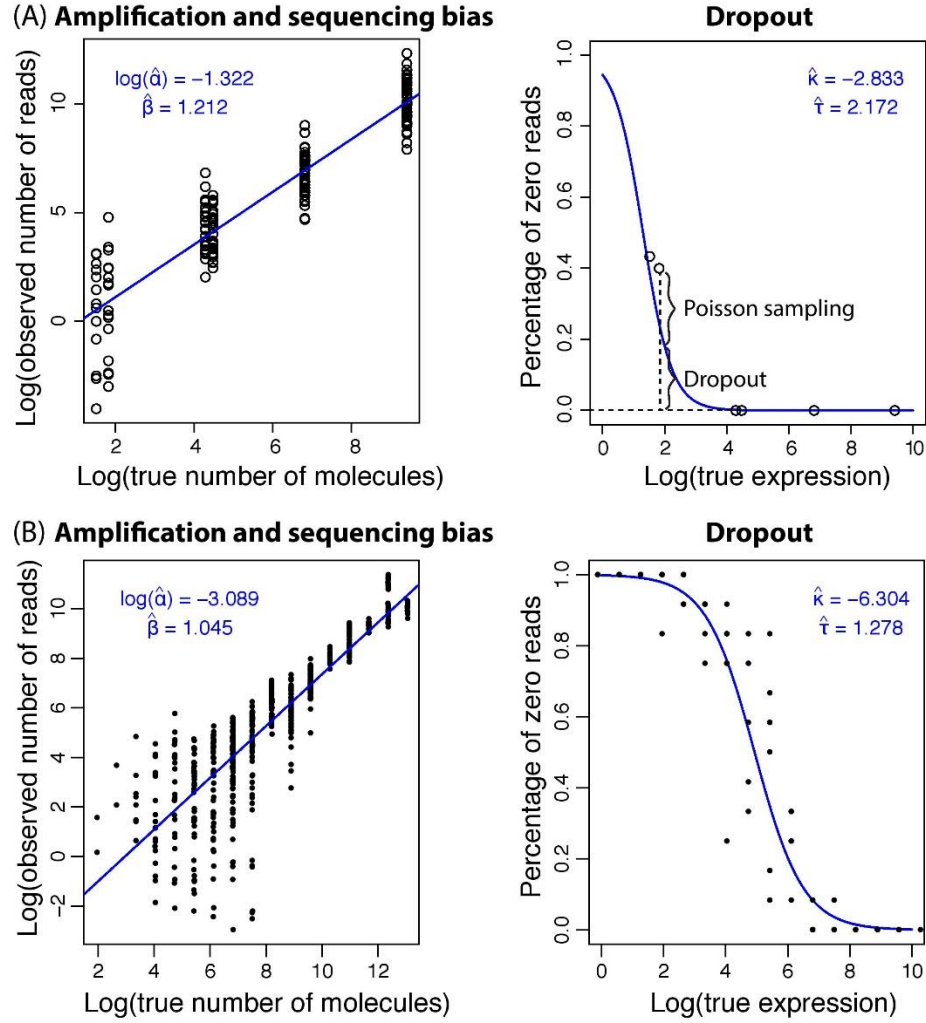 (A) Amplification and sequencing bias
Log(observed number of reads)
10
5
0
log(α̂) = −1.322
β̂ = 1.212
2 4 6 8
Log(true number of molecules)
Dropout
Percentage of zero reads
1.0
0.8
0.6
0.4
0.2
0.0
κ̂ = −2.833
τ̂ = 2.172
Poisson sampling
Dropout
0 2 4 6 8 10
Log(true expression)
(B) Amplification and sequencing bias
Log(observed number of reads)
10
8
6
4
2
0
−2
log(α̂) = −3.089
β̂ = 1.045
2 4 6 8 10 12
Log(true number of molecules)
Dropout
Percentage of zero reads
1.0
0.8
0.6
0.4
0.2
0.0
κ̂ = −6.304
τ̂ = 1.278
0 2 4 6 8 10
Log(true expression)